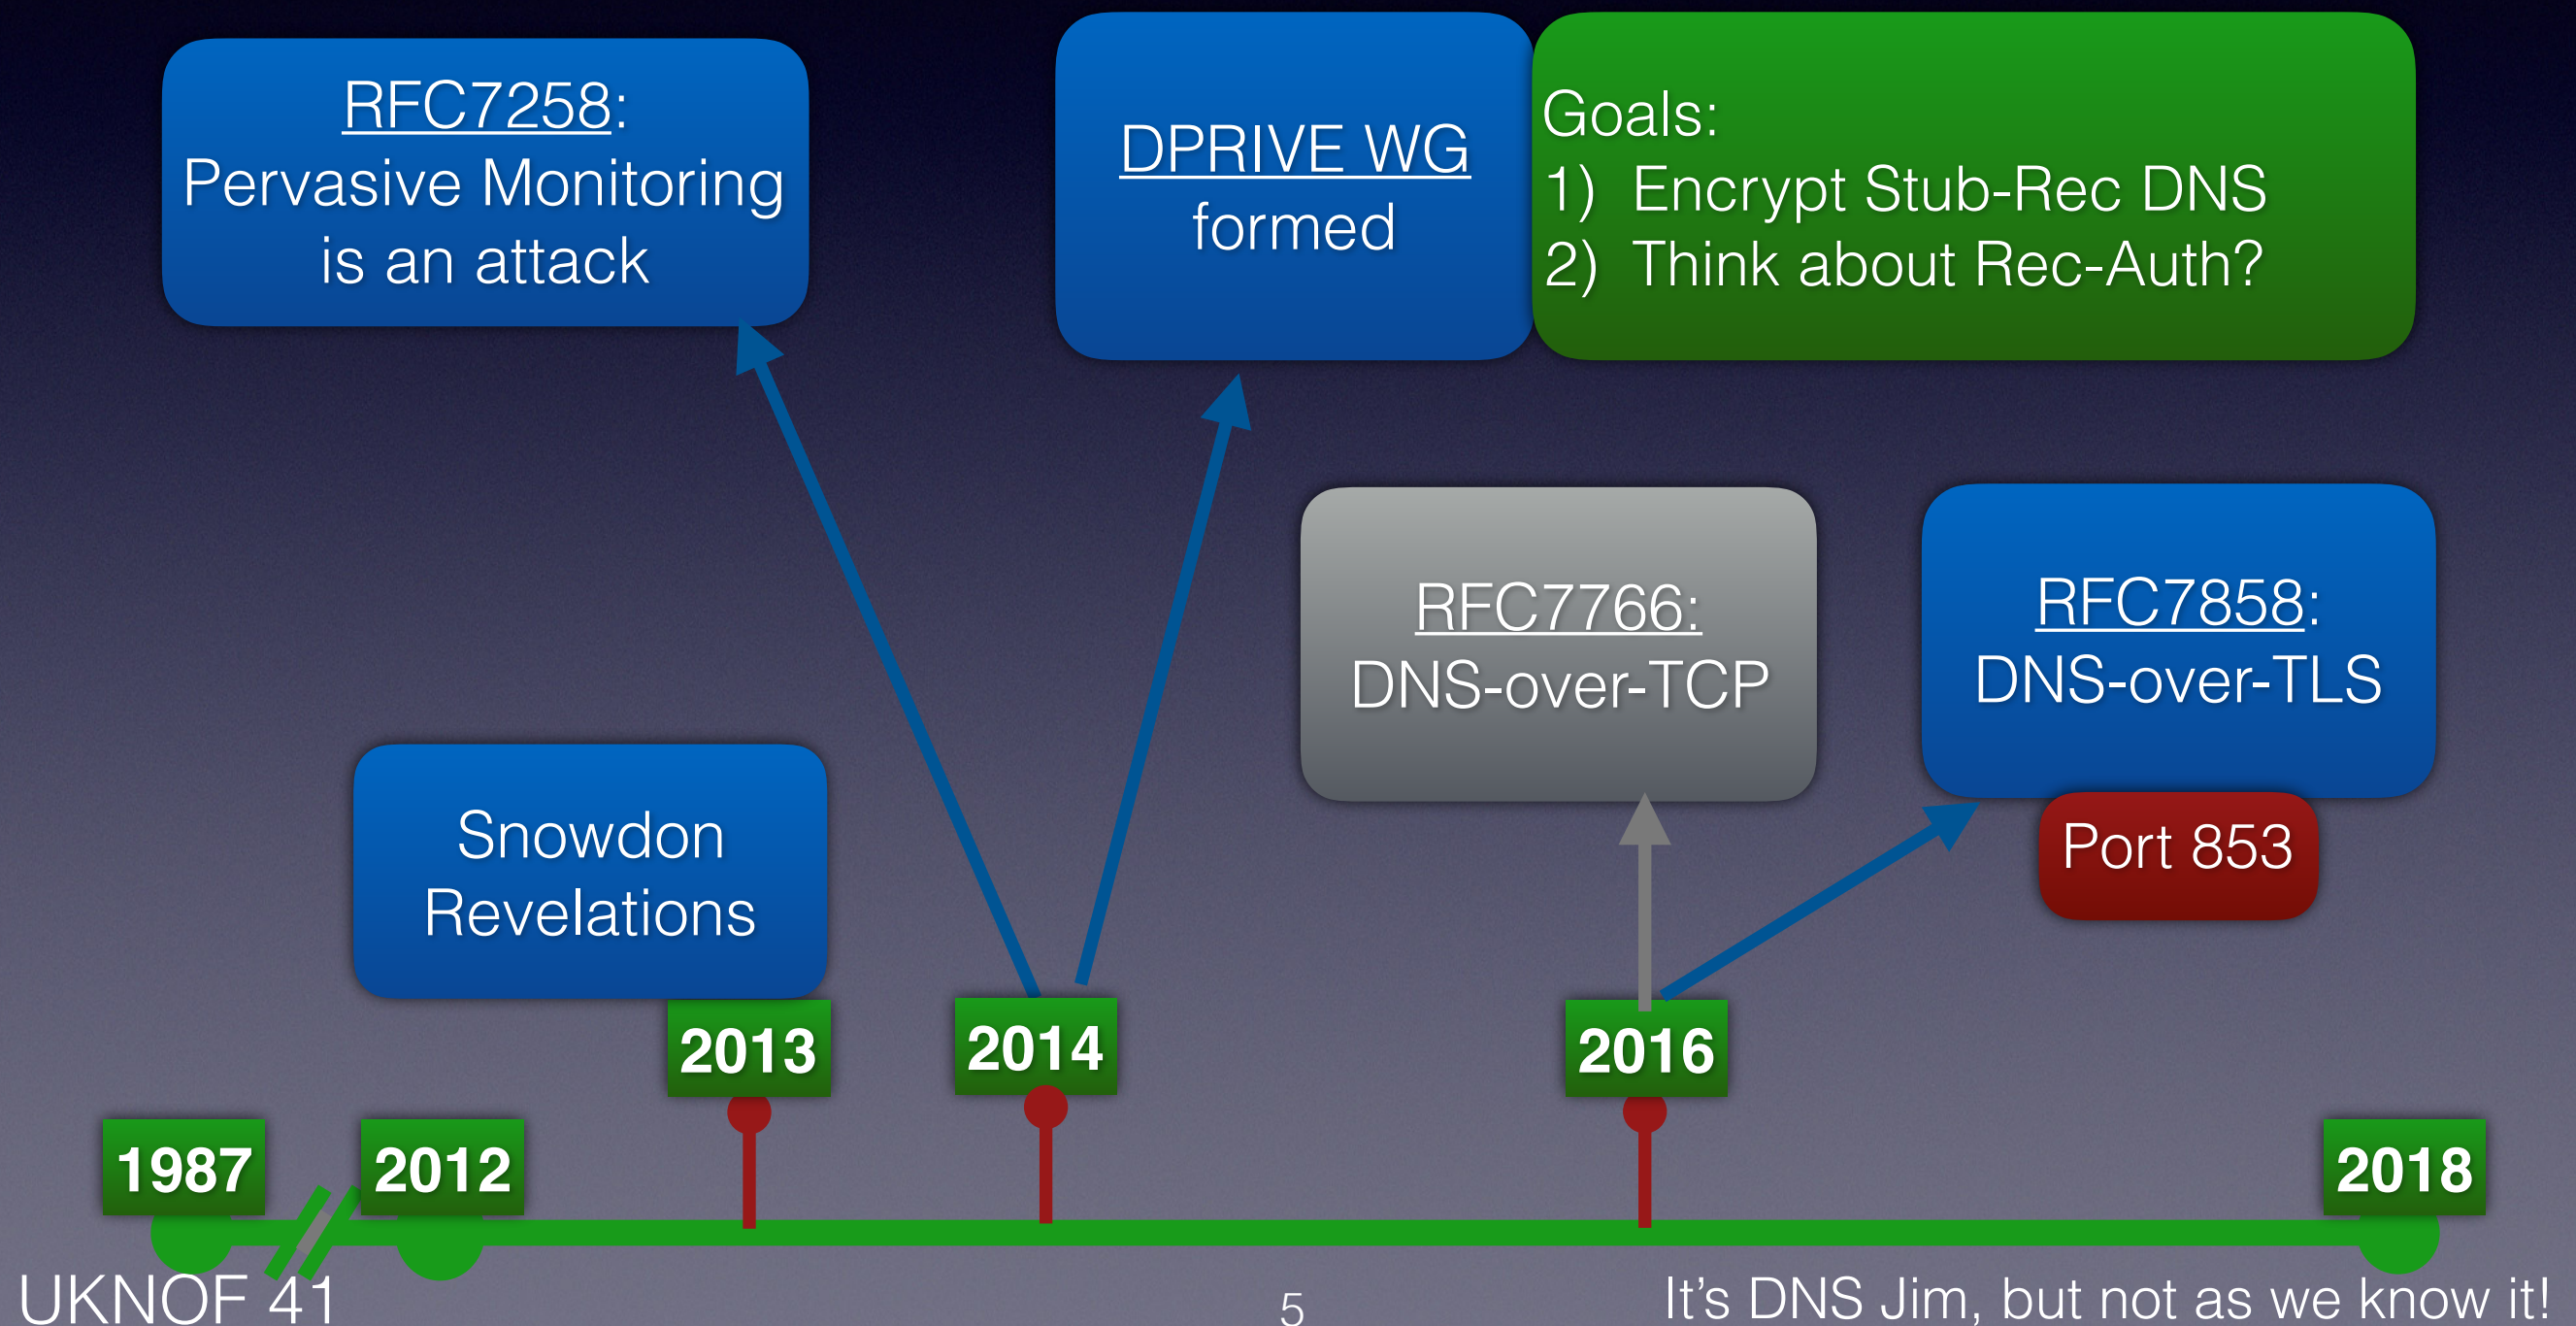 RFC7258:
Pervasive Monitoring
is an attack
DPRIVE WG
formed
Goals:
1) Encrypt Stub-Rec DNS
2) Think about Rec-Auth?
RFC7766:
DNS-over-TCP
RFC7858:
DNS-over-TLS
Port 853
Snowdon
Revelations
2013
2014
2016
1987
2012
2018
UKNOF 41
5
It's DNS Jim, but not as we know it!